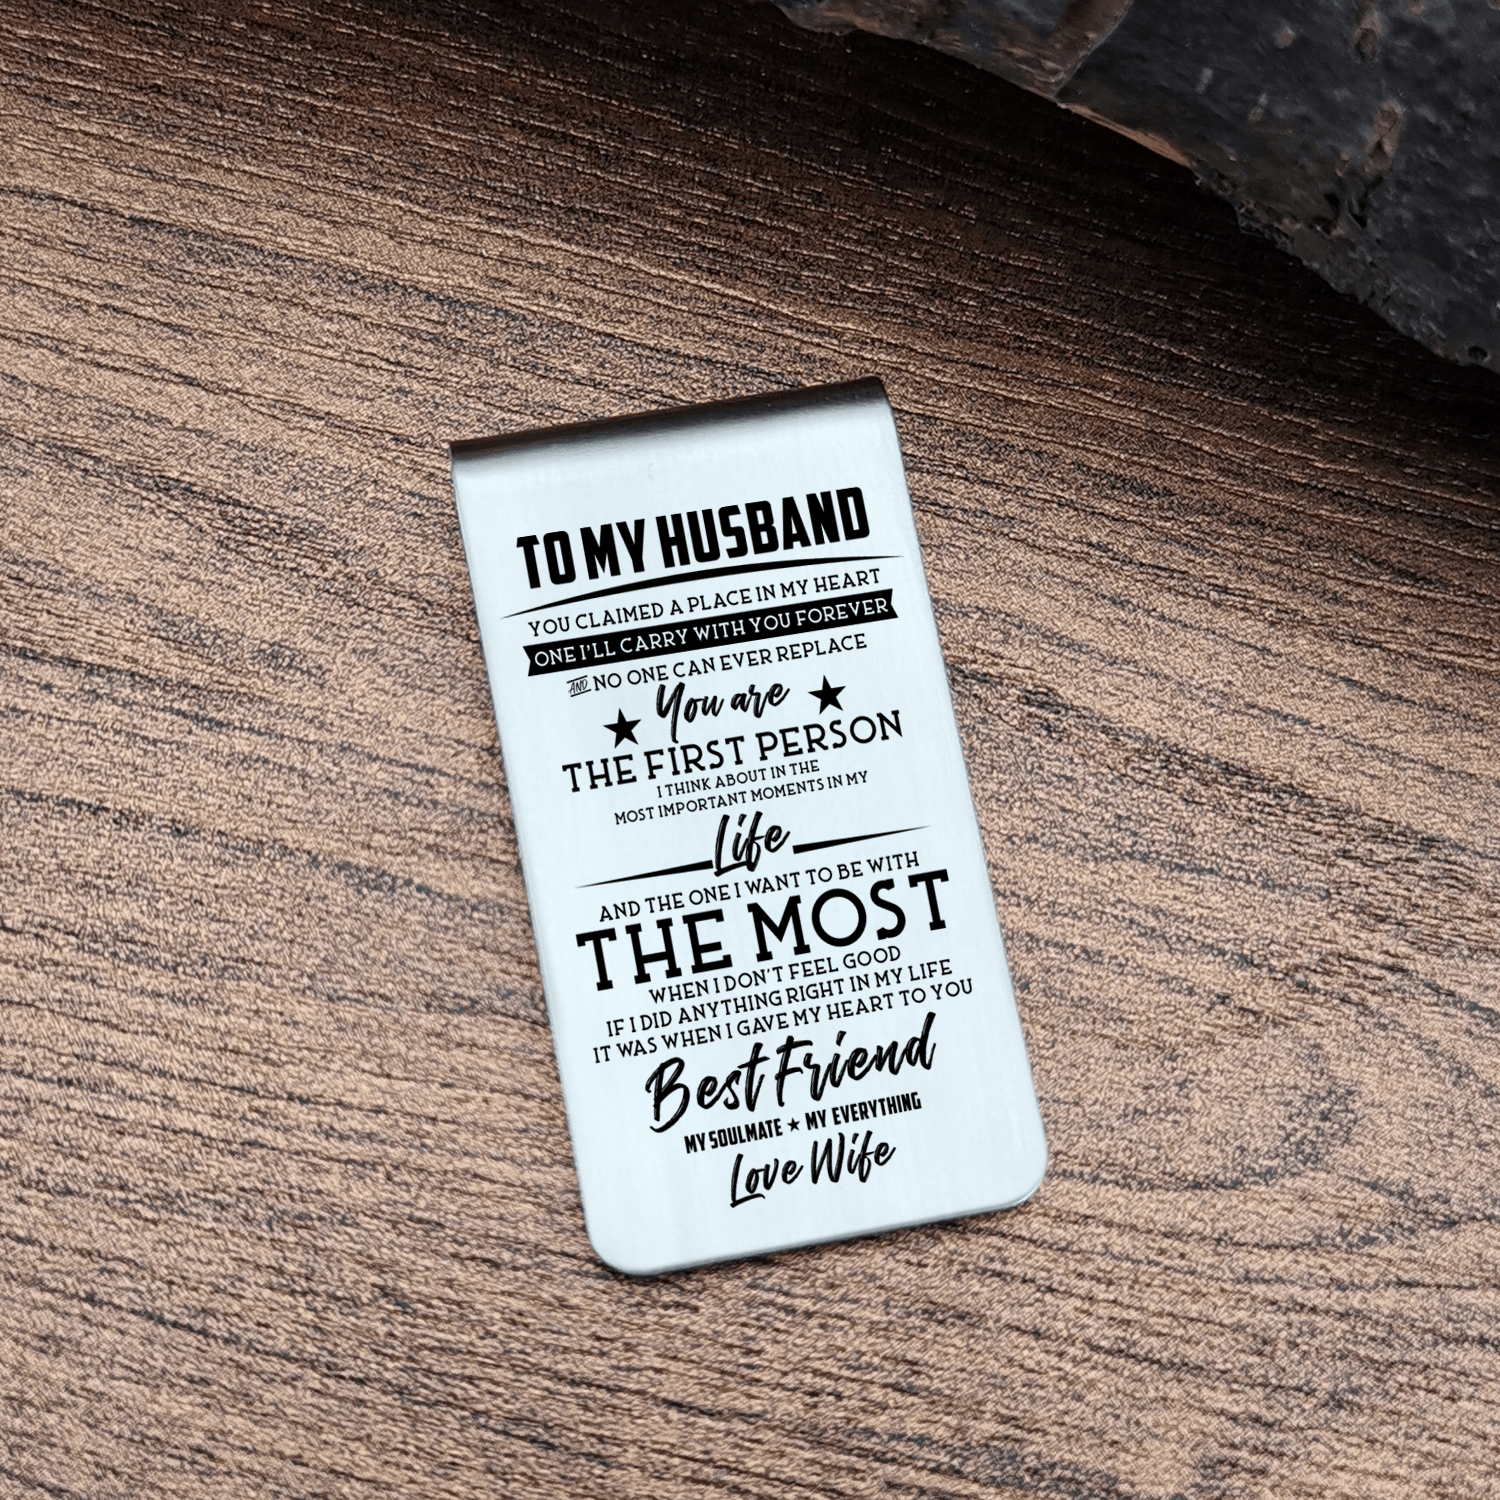 TO MY HUSBAND
YOU CLAIMED A PLACE IN MY HEART
ONE I'LL CARRY WITH YOU FOREVER
AND NO ONE CAN EVER REPLACE
You are
THE FIRST PERSON
I THINK ABOUT IN THE
MOST IMPORTANT MOMENTS IN MY
Life
AND THE ONE I WANT TO BE WITH
THE MOST
WHEN I DON'T FEEL GOOD
IF I DID ANYTHING RIGHT IN MY LIFE
IT WAS WHEN I GAVE MY HEART TO YOU
Best Friend
MY SOULMATE ★ MY EVERYTHING
Love Wife